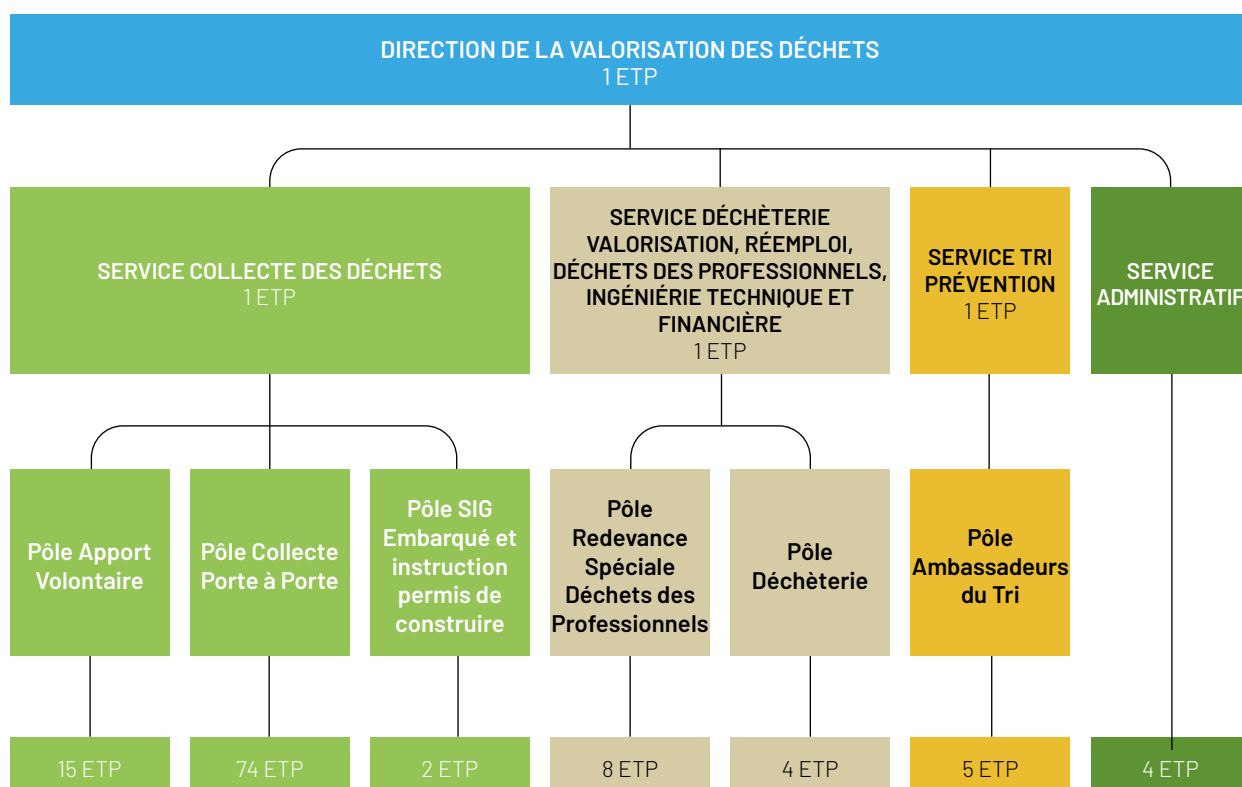 DIRECTION DE LA VALORISATION DES DÉCHETS
1 ETP
SERVICE COLLECTE DES DÉCHETS
1 ETP
SERVICE DÉCHÈTERIE
VALORISATION, RÉEMPLOI,
DÉCHETS DES PROFESSIONNELS,
INGÉNIÉRIE TECHNIQUE ET
FINANCIÈRE
1 ETP
SERVICE TRI
PRÉVENTION
1 ETP
SERVICE
ADMINISTRATIF
Pôle Apport
Volontaire
Pôle Collecte
Porte à Porte
Pôle SIG
Embarqué et
instruction
permis de
construire
Pôle
Redevance
Spéciale
Déchets des
Professionnels
Pôle
Déchèterie
Pôle
Ambassadeurs
du Tri
15 ETP
74 ETP
2 ETP
8 ETP
4 ETP
5 ETP
4 ETP